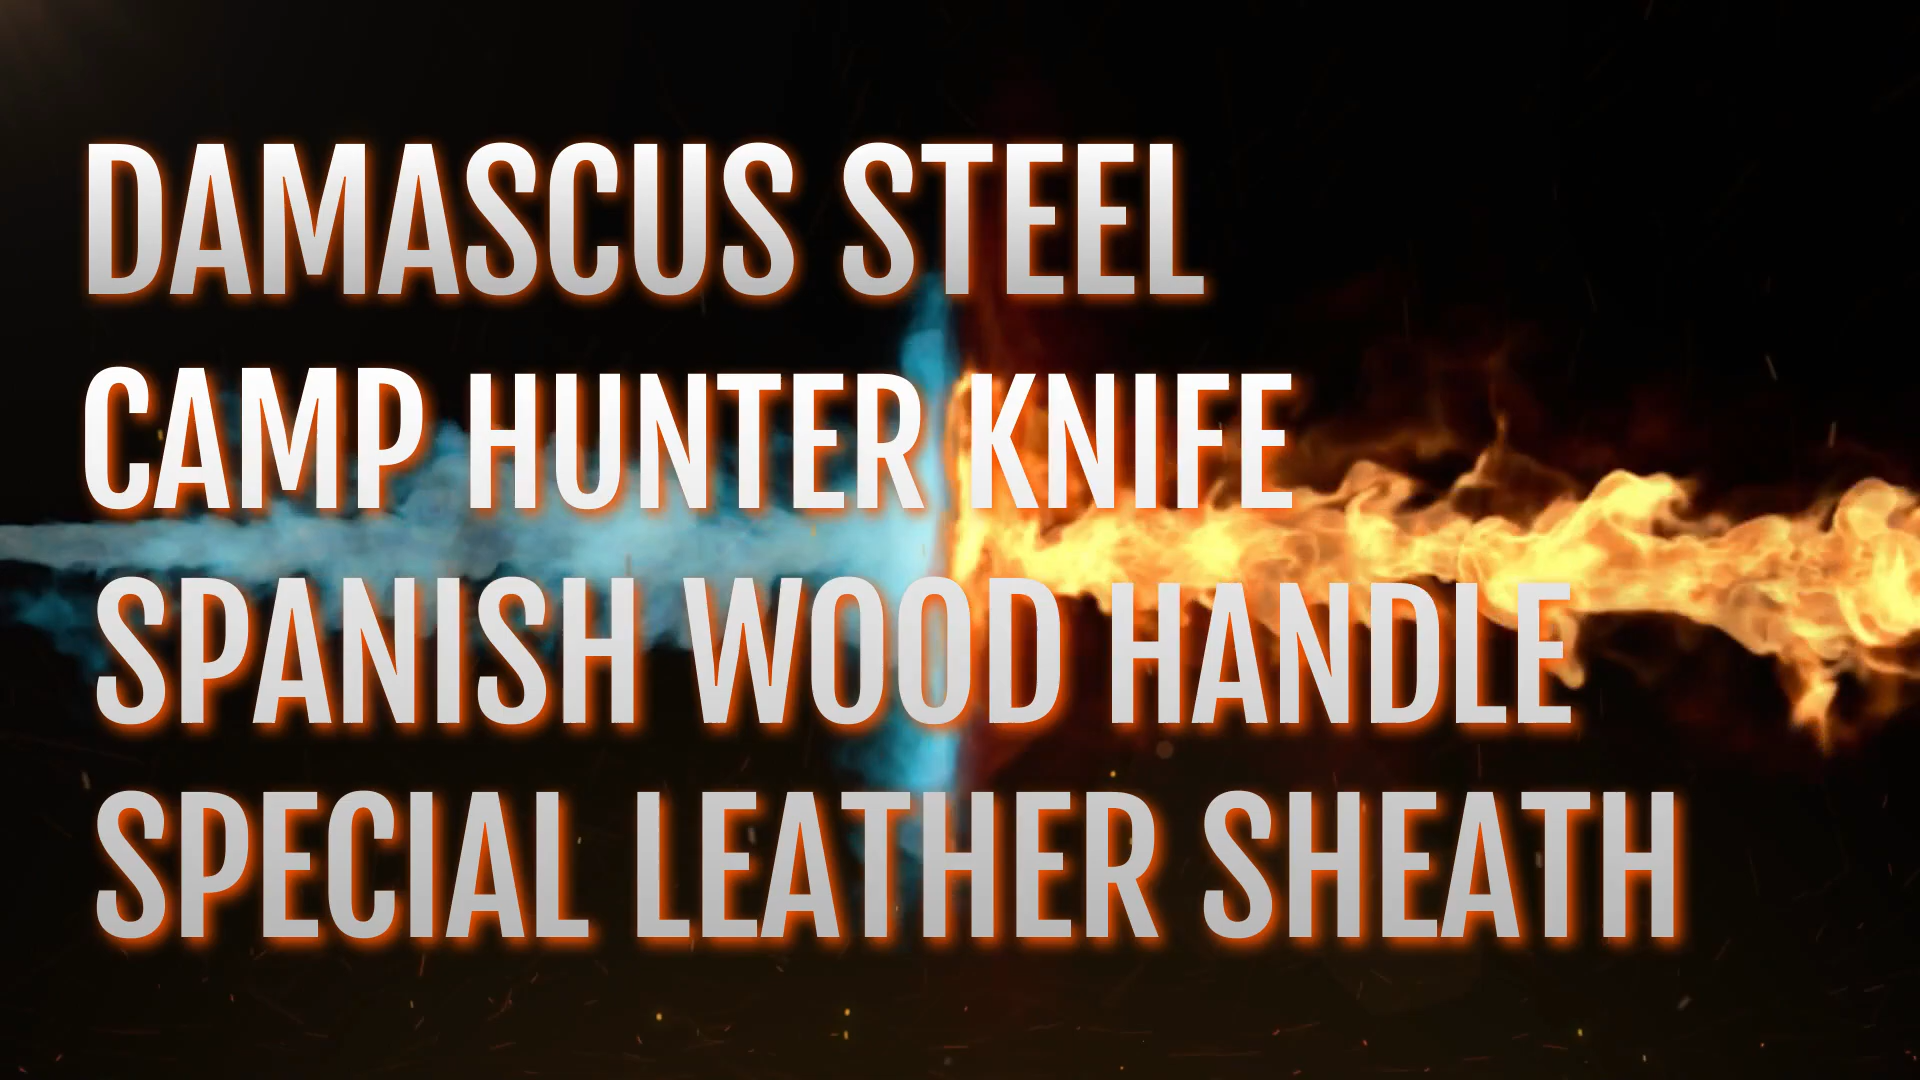 DAMASCUS STEEL
CAMP HUNTER KNIFE
SPANISH WOOD HANDLE
SPECIAL LEATHER SHEATH